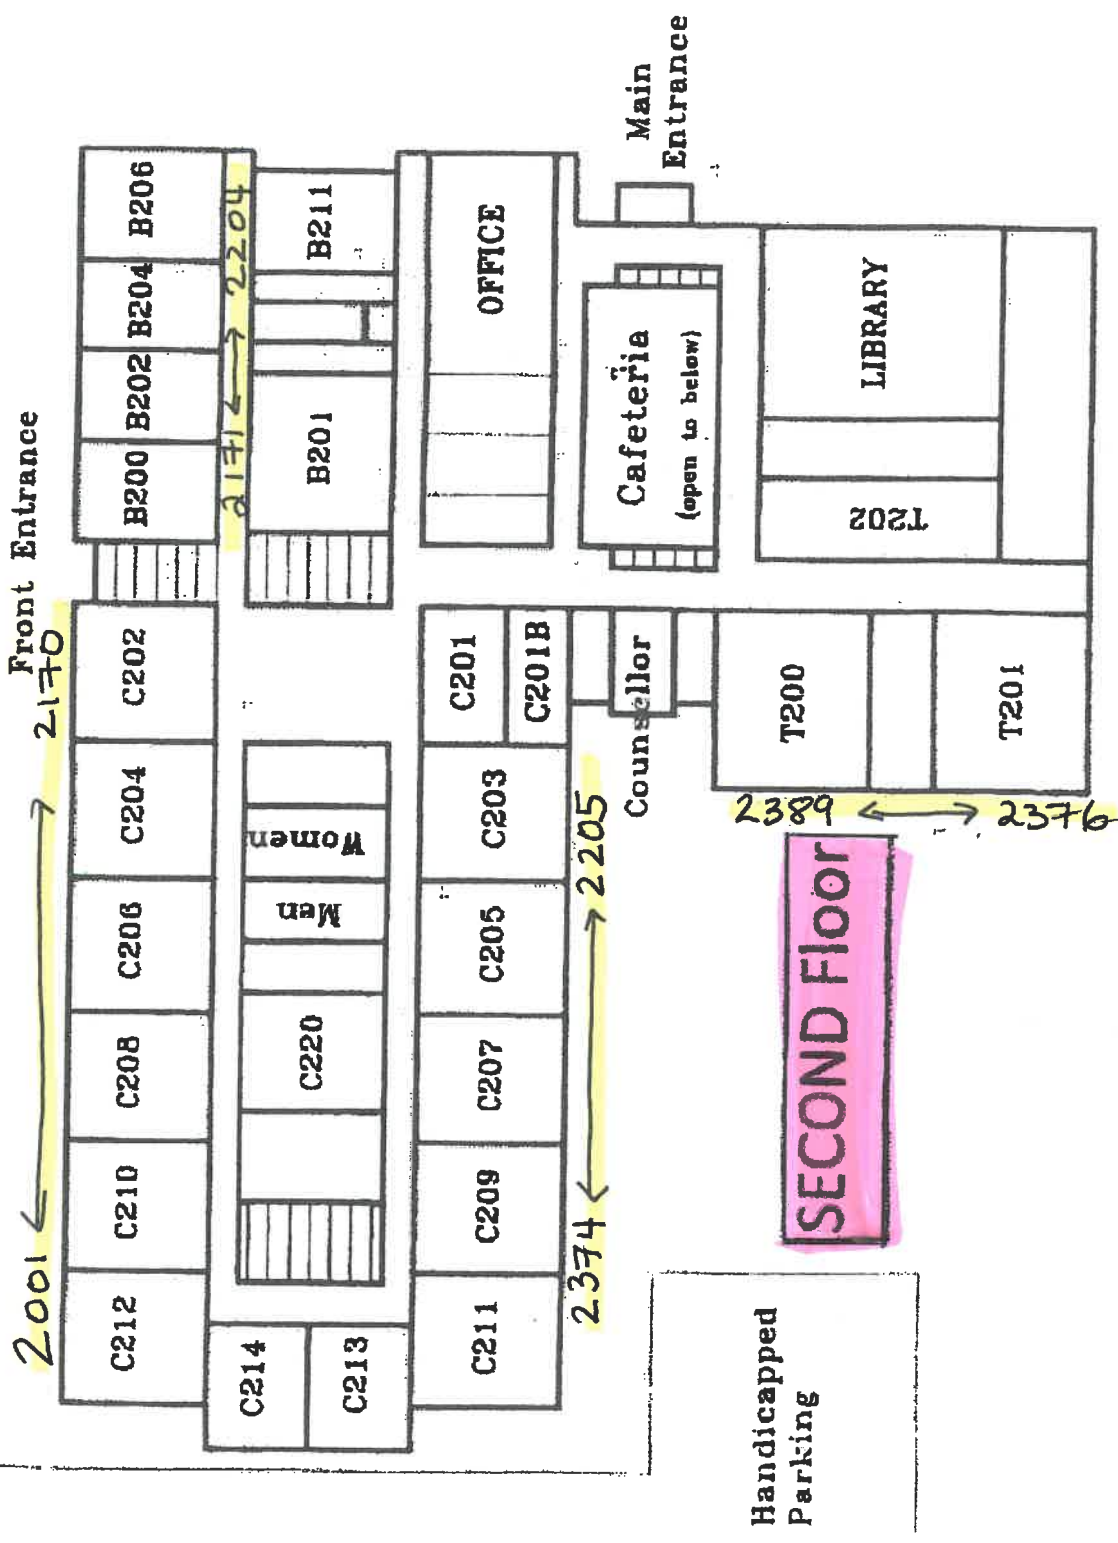 Front Entrance
2001 ⟷ 2170
C212
C210
C208
C206
C204
C202
B200
B202
B204
B206
2171 ⟷ 2204
C214
C213
C220
Men
Women
B201
B211
C211
C209
C207
C205
C203
C201
C201B
OFFICE
2374 ⟷ 2205
Counsellor
Cafeteria
(open to below)
Main
Entrance
2389 ⟷ 2376
T200
T201
T202
LIBRARY
SECOND Floor
Handicapped
Parking